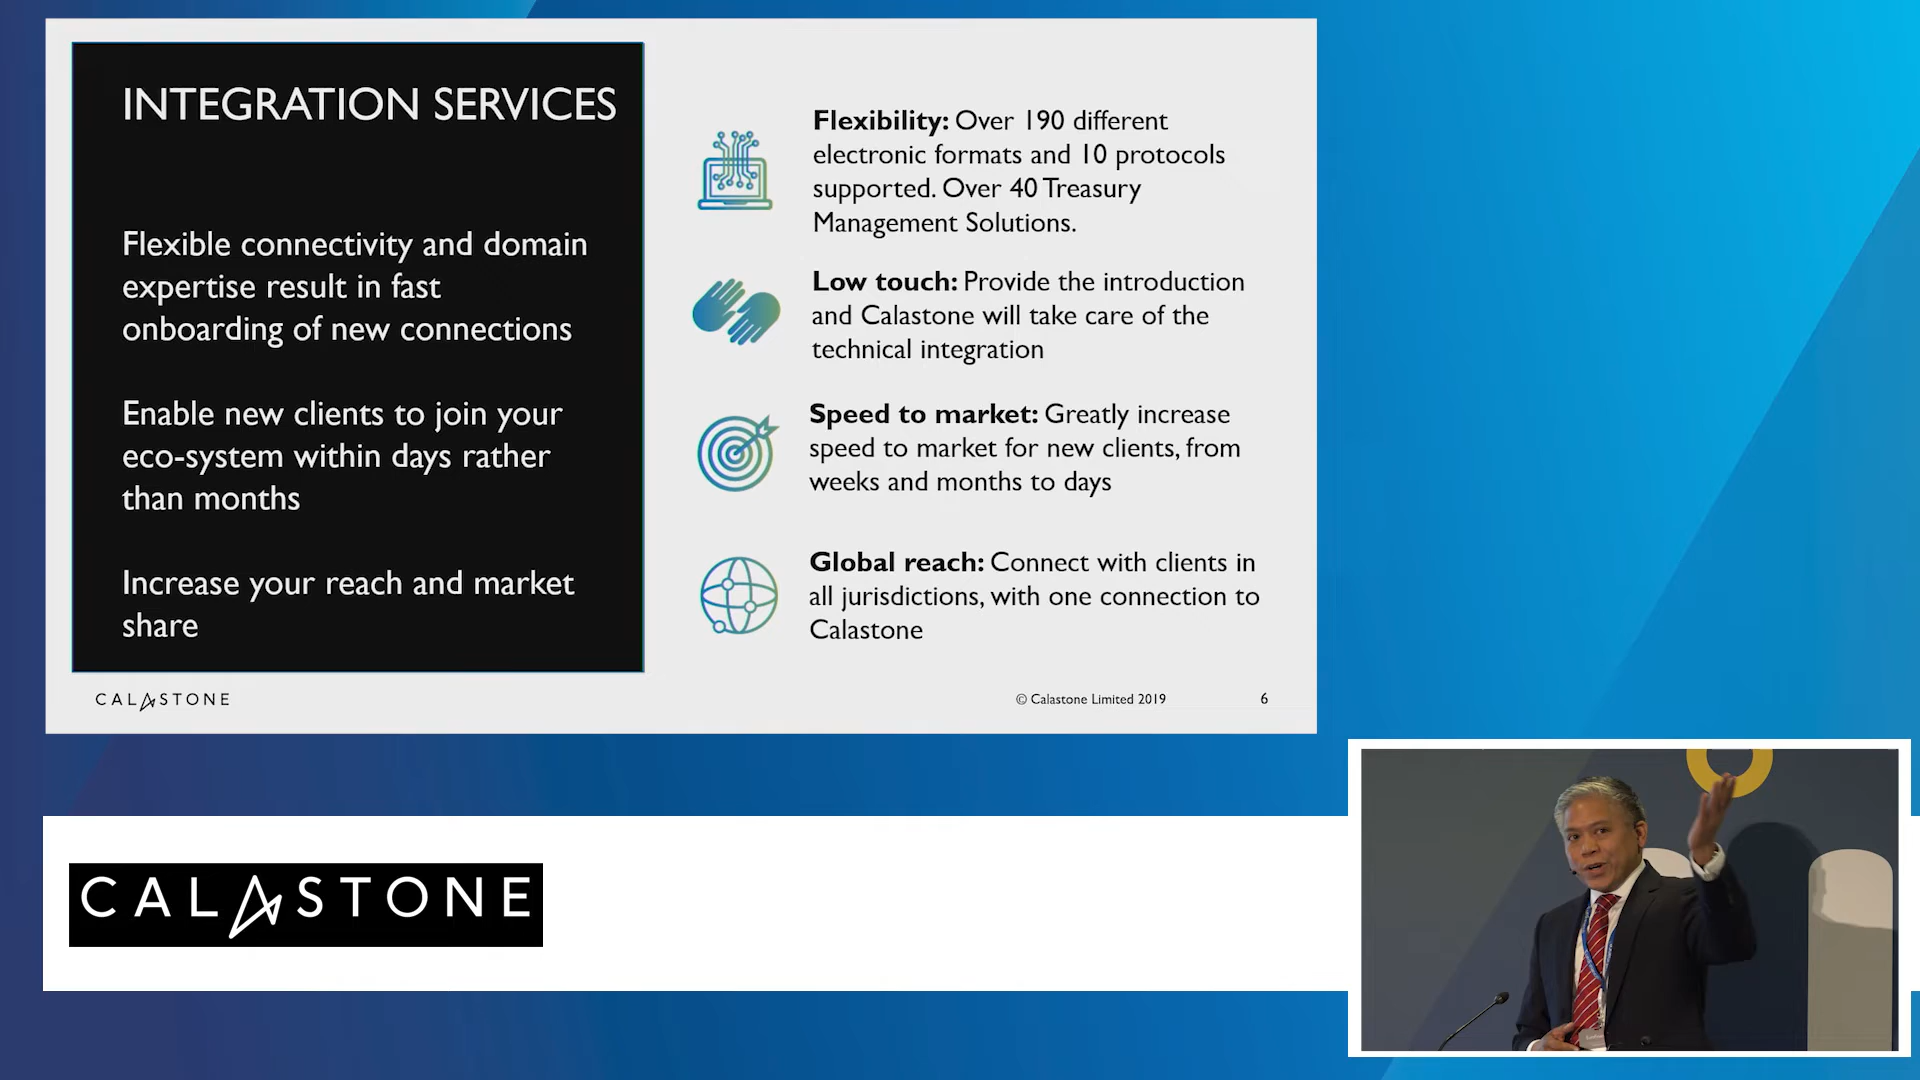 INTEGRATION SERVICES
Flexible connectivity and domain
expertise result in fast
onboarding of new connections
Enable new clients to join your
eco-system within days rather
than months
Increase your reach and market
share
Flexibility: Over 190 different
electronic formats and 10 protocols
supported. Over 40 Treasury
Management Solutions.
Low touch: Provide the introduction
and Calastone will take care of the
technical integration
Speed to market: Greatly increase
speed to market for new clients, from
weeks and months to days
Global reach: Connect with clients in
all jurisdictions, with one connection to
Calastone
CALASTONE
© Calastone Limited 2019
6
CALASTONE